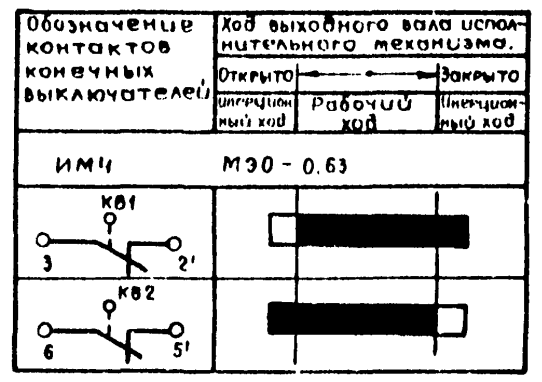 Обозначение
контактов
конечных
выключателей
Ход выходного вала испол-
нительного механизма.
Открыто
Закрыто
Инерцион
ный ход
Рабочий
ход
Инерцион-
ный ход
ИМЧ МЭО - 0,63
КВ1
3 2'
КВ2
6 5'